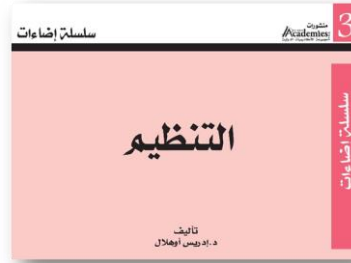 سلسلة إضاءات
منشورات
Academies
3
سلسلة إضاءات
التنظيم
تأليف
د.إدريس أوهلال